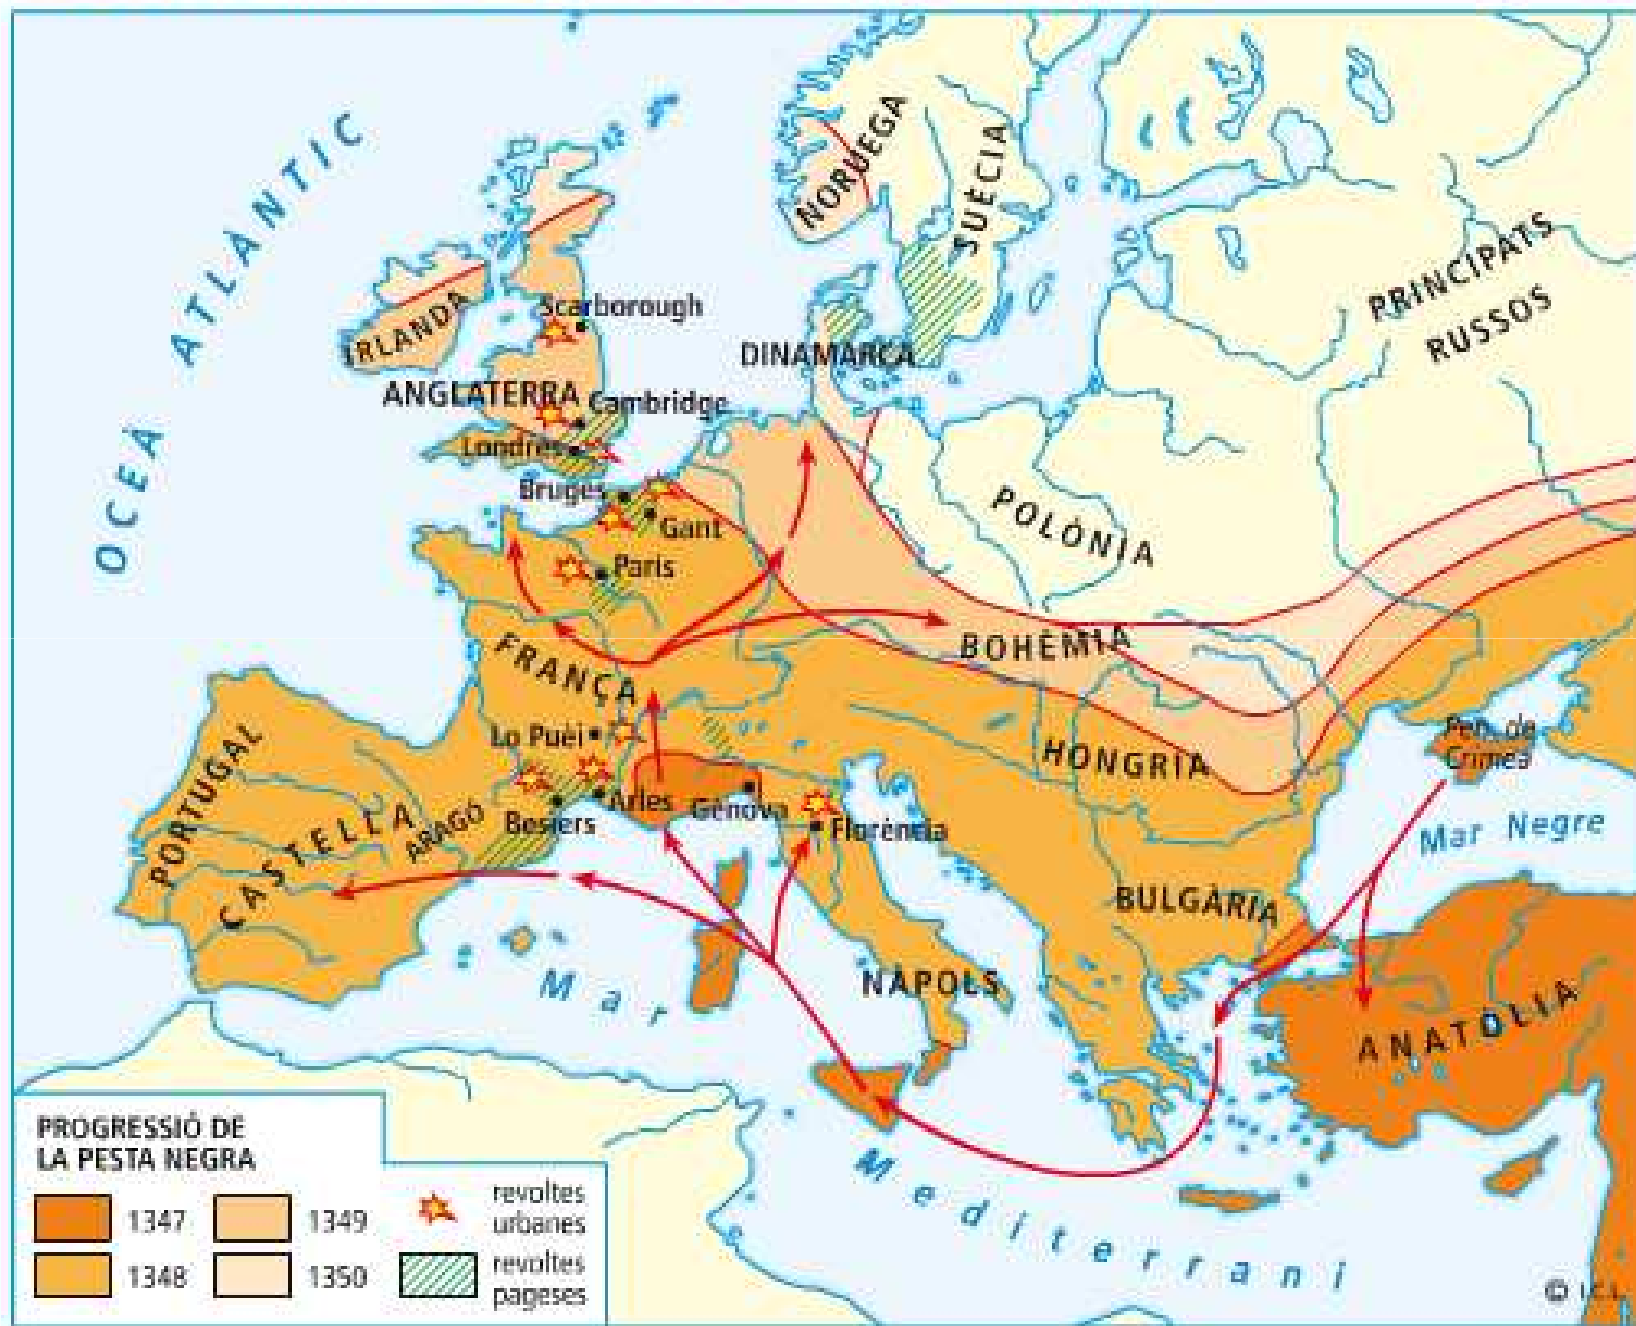 OCEÀ ATLÀNTIC
NORUEGA
SUÈCIA
PRINCIPATS
RUSSOS
IRLANDA
Scarborough
DINAMARCA
ANGLATERRA
Cambridge
Londres
Bruges
Gant
POLÒNIA
París
BOHÈMIA
FRANÇA
Lo Puèi
HONGRIA
Pen. de
Crimea
PORTUGAL
CASTELLA
ARAGÓ
Besiers
Arles
Gènova
Florència
Mar Negre
BULGÀRIA
NÀPOLS
ANATÒLIA
Mar Mediterrani
PROGRESSIÓ DE
LA PESTA NEGRA
1347
1349
revoltes
urbanes
1348
1350
revoltes
pageses
© I.C.L.